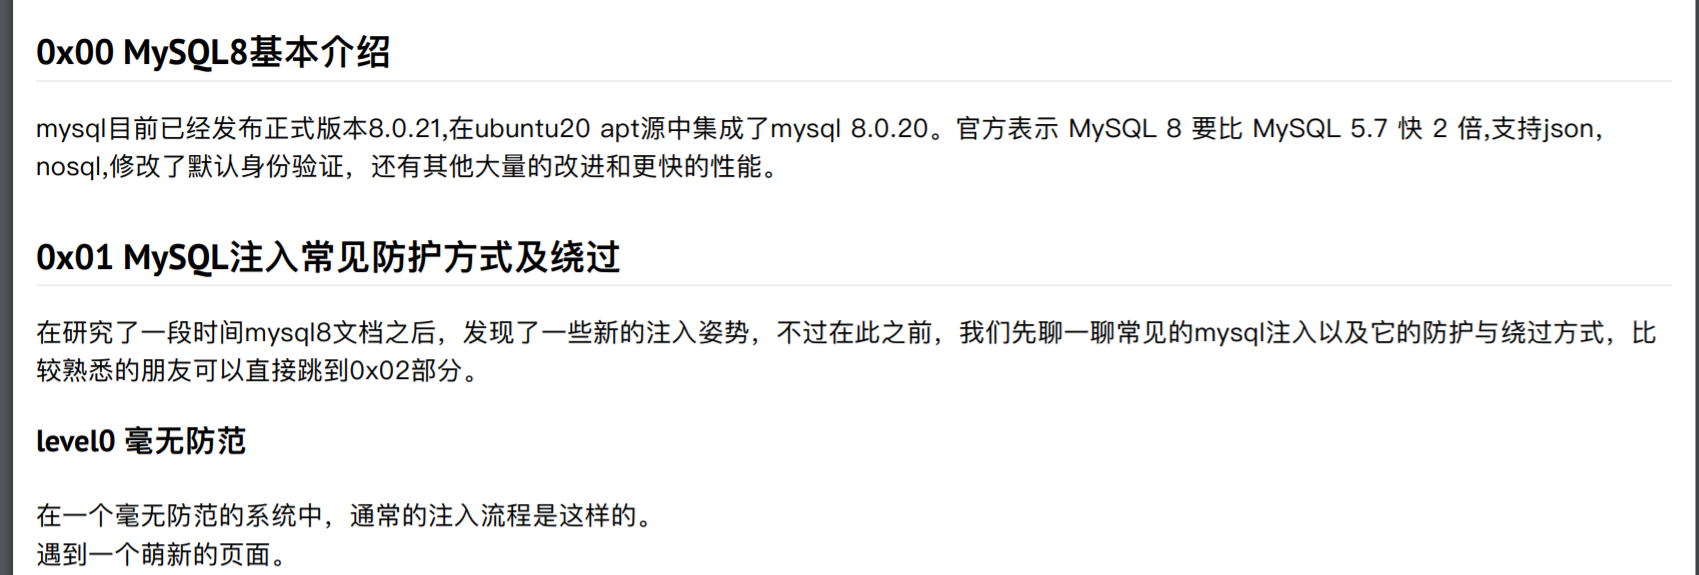 0x00 MySQL8基本介绍
mysql目前已经发布正式版本8.0.21,在ubuntu20 apt源中集成了mysql 8.0.20。官方表示 MySQL 8 要比 MySQL 5.7 快 2 倍,支持json，
nosql,修改了默认身份验证，还有其他大量的改进和更快的性能。
0x01 MySQL注入常见防护方式及绕过
在研究了一段时间mysql8文档之后，发现了一些新的注入姿势，不过在此之前，我们先聊一聊常见的mysql注入以及它的防护与绕过方式，比
较熟悉的朋友可以直接跳到0x02部分。
level0 毫无防范
在一个毫无防范的系统中，通常的注入流程是这样的。
遇到一个萌新的页面。